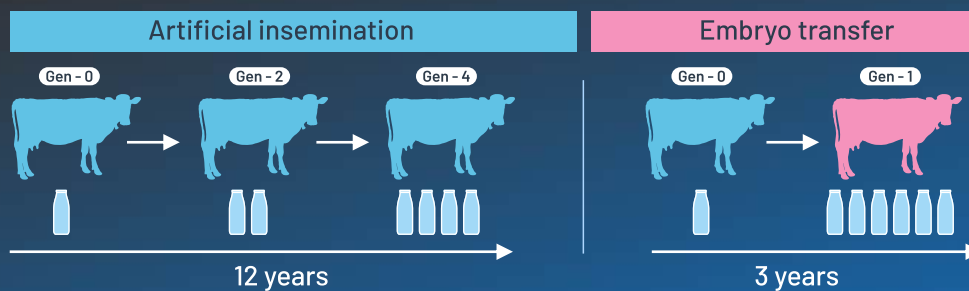 Artificial insemination
Embryo transfer
Gen - 0
Gen - 2
Gen - 4
Gen - 0
Gen - 1
12 years
3 years